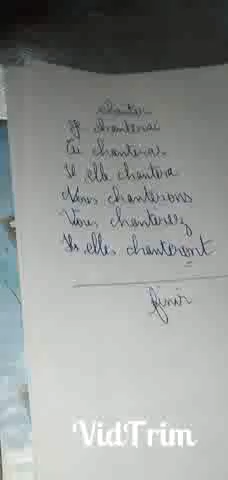 chanter
Je chanterai
Tu chanteras
Il elle chantera
Nous chanterons
Vous chanterez
Ils elles chanteront
finir
VidTrim